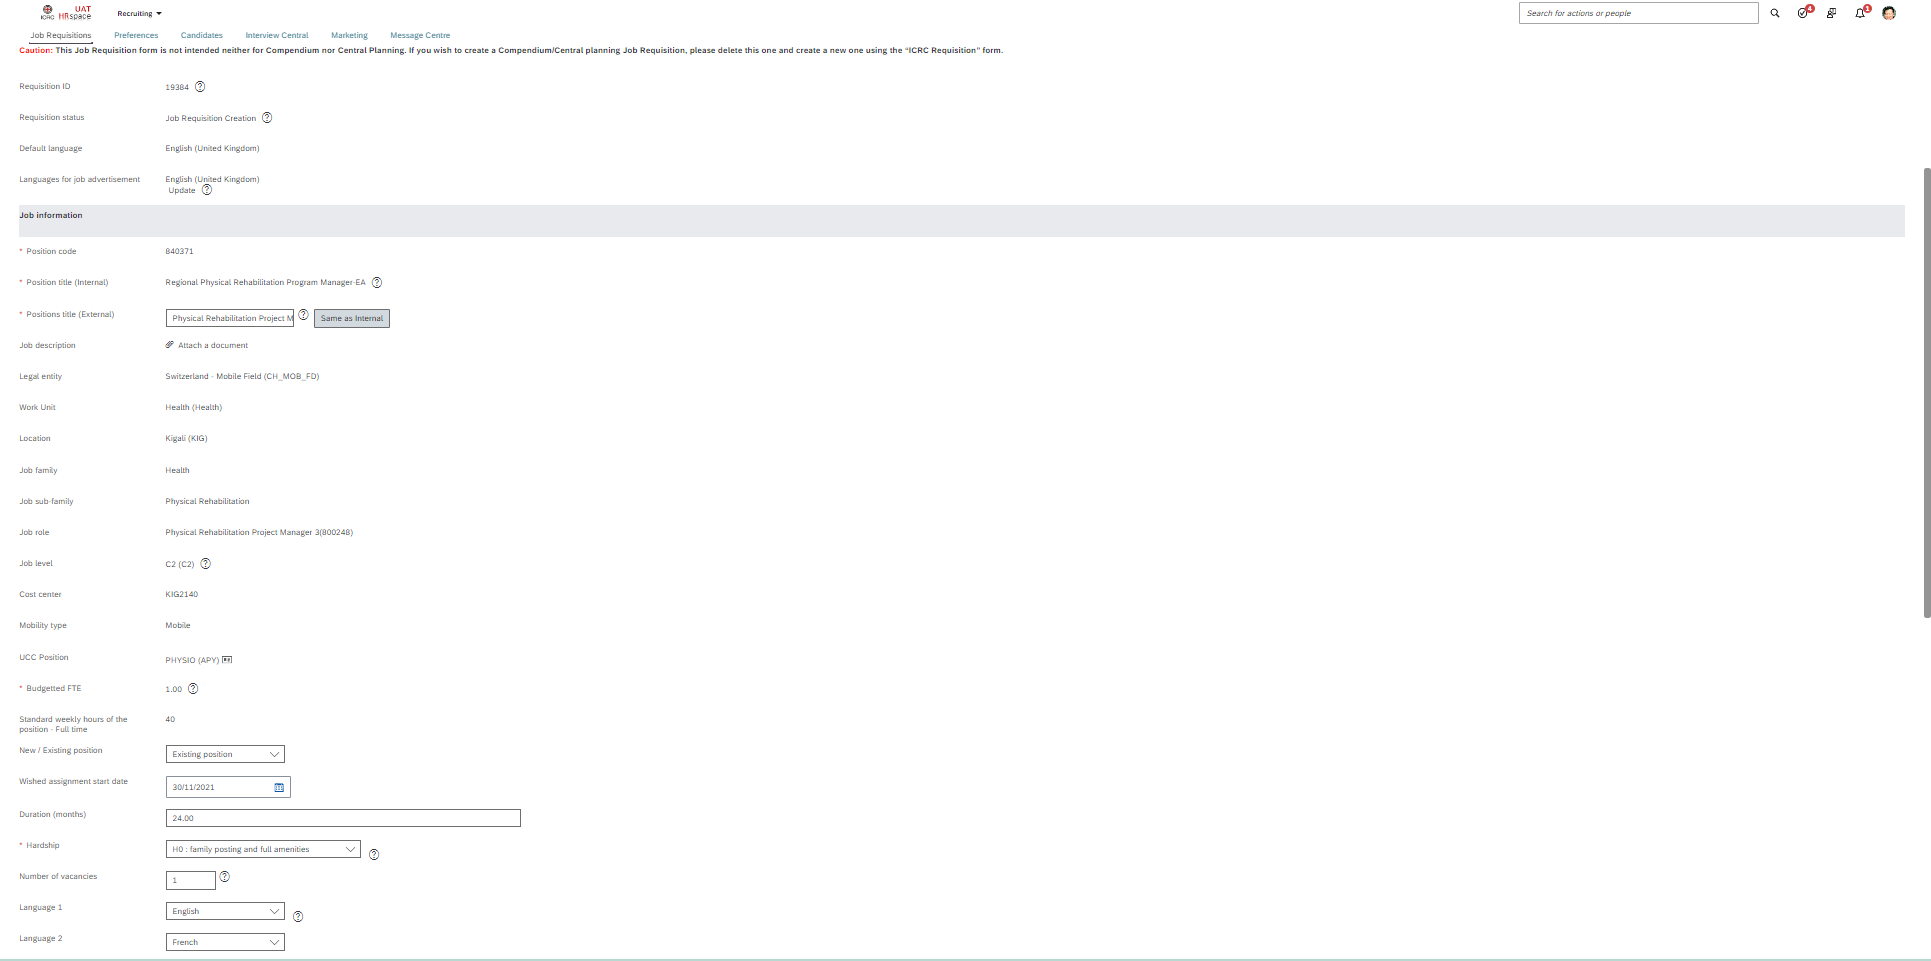 ICRC
UAT
HRspace
Recruiting
Search for actions or people
4
1
Job Requisitions
Preferences
Candidates
Interview Central
Marketing
Message Centre
Caution: This Job Requisition form is not intended neither for Compendium nor Central Planning. If you wish to create a Compendium/Central planning Job Requisition, please delete this one and create a new one using the "ICRC Requisition" form.
Requisition ID
19384 ?
Requisition status
Job Requisition Creation ?
Default language
English (United Kingdom)
Languages for job advertisement
English (United Kingdom)
Update ?
Job information
* Position code
840371
* Position title (Internal)
Regional Physical Rehabilitation Program Manager-EA ?
* Positions title (External)
Physical Rehabilitation Project M ? Same as Internal
Job description
Attach a document
Legal entity
Switzerland - Mobile Field (CH_MOB_FD)
Work Unit
Health (Health)
Location
Kigali (KIG)
Job family
Health
Job sub-family
Physical Rehabilitation
Job role
Physical Rehabilitation Project Manager 3(800248)
Job level
C2 (C2) ?
Cost center
KIG2140
Mobility type
Mobile
UCC Position
PHYSIO (APY)
* Budgetted FTE
1.00 ?
Standard weekly hours of the
position - Full time
40
New / Existing position
Existing position
Wished assignment start date
30/11/2021
Duration (months)
24.00
* Hardship
H0 : family posting and full amenities ?
Number of vacancies
1 ?
Language 1
English ?
Language 2
French